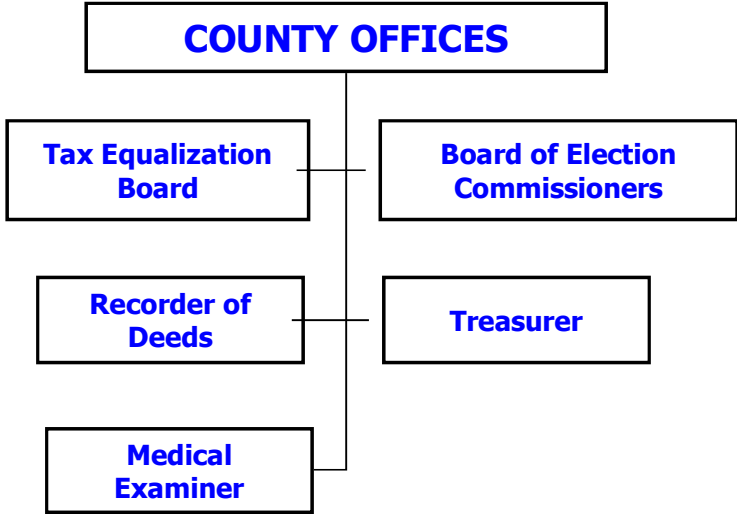 COUNTY OFFICES
Tax Equalization
Board
Board of Election
Commissioners
Recorder of
Deeds
Treasurer
Medical
Examiner